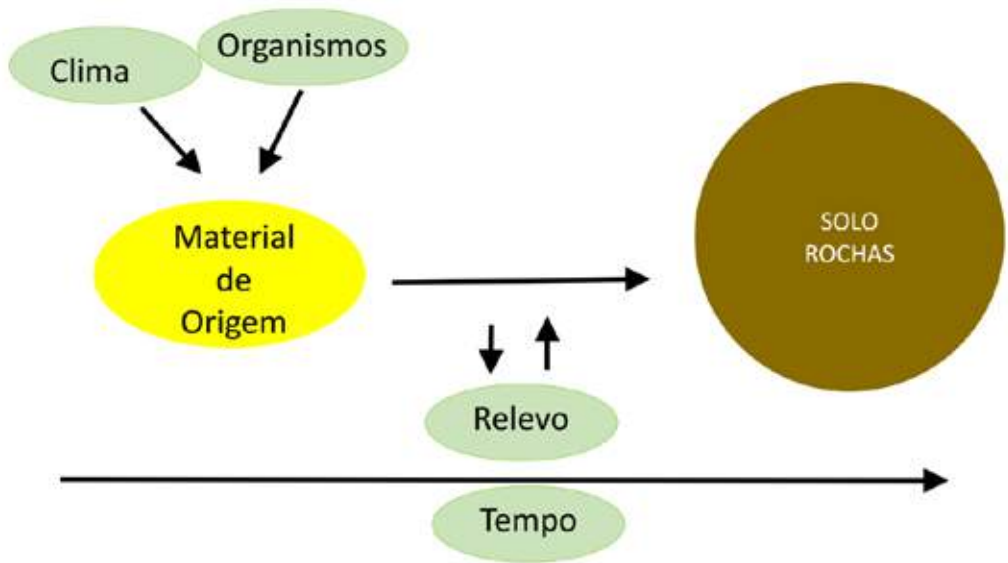 Clima
Organismos
Material
de
Origem
SOLO
ROCHAS
Relevo
Tempo